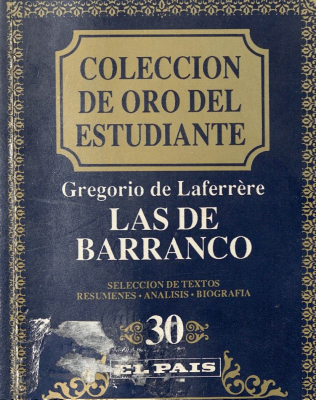 COLECCION
DE ORO DEL
ESTUDIANTE
Gregorio de Laferrère
LAS DE
BARRANCO
SELECCION DE TEXTOS
RESUMENES • ANALISIS • BIOGRAFIA
30
EL PAIS